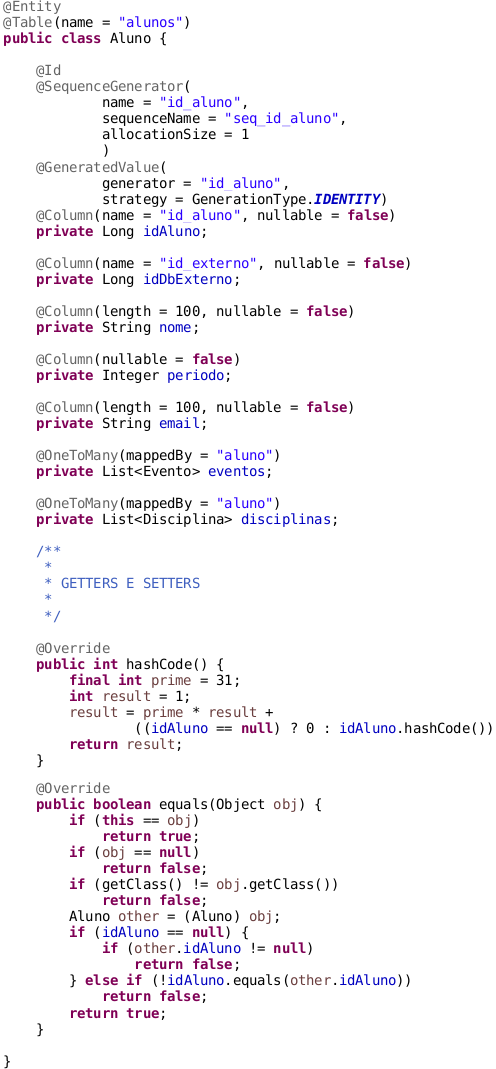 @Entity
@Table(name = "alunos")
public class Aluno {
@Id
@SequenceGenerator(
name = "id_aluno",
sequenceName = "seq_id_aluno",
allocationSize = 1
)
@GeneratedValue(
generator = "id_aluno",
strategy = GenerationType.IDENTITY)
@Column(name = "id_aluno", nullable = false)
private Long idAluno;
@Column(name = "id_externo", nullable = false)
private Long idDbExterno;
@Column(length = 100, nullable = false)
private String nome;
@Column(nullable = false)
private Integer periodo;
@Column(length = 100, nullable = false)
private String email;
@OneToMany(mappedBy = "aluno")
private List<Evento> eventos;
@OneToMany(mappedBy = "aluno")
private List<Disciplina> disciplinas;
/**
*
* GETTERS E SETTERS
*
*/
@Override
public int hashCode() {
final int prime = 31;
int result = 1;
result = prime * result +
((idAluno == null) ? 0 : idAluno.hashCode())
return result;
}
@Override
public boolean equals(Object obj) {
if (this == obj)
return true;
if (obj == null)
return false;
if (getClass() != obj.getClass())
return false;
Aluno other = (Aluno) obj;
if (idAluno == null) {
if (other.idAluno != null)
return false;
} else if (!idAluno.equals(other.idAluno))
return false;
return true;
}
}